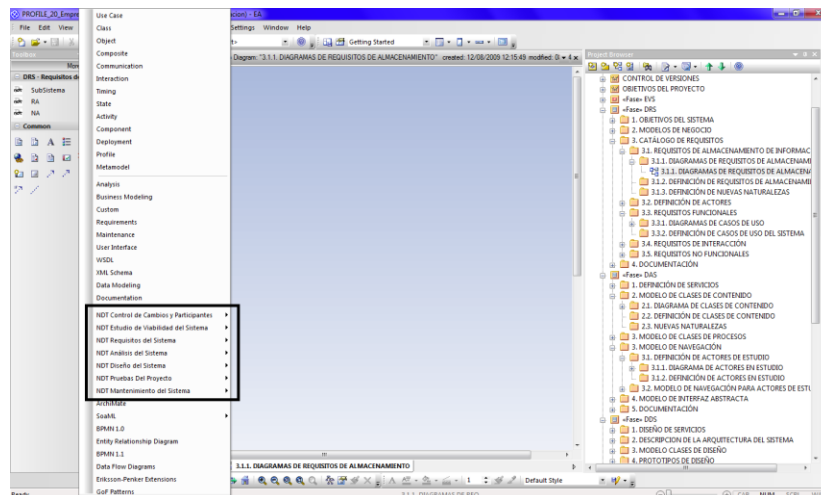 PROFILE_20_Empre
acion) - EA
File Edit View
Settings Window Help
Getting Started
Toolbox
Diagram: "3.1.1. DIAGRAMAS DE REQUISITOS DE ALMACENAMIENTO" created: 12/08/2009 12:15:49 modified:
Project Browser
DRS - Requisitos de
SubSistema
RA
NA
Common
Use Case
Class
Object
Composite
Communication
Interaction
Timing
State
Activity
Component
Deployment
Profile
Metamodel
Analysis
Business Modeling
Custom
Requirements
Maintenance
User Interface
WSDL
XML Schema
Data Modeling
Documentation
NDT Control de Cambios y Participantes
NDT Estudio de Viabilidad del Sistema
NDT Requisitos del Sistema
NDT Análisis del Sistema
NDT Diseño del Sistema
NDT Pruebas Del Proyecto
NDT Mantenimiento del Sistema
ArchiMate
SoaML
BPMN 1.0
Entity Relationship Diagram
BPMN 1.1
Data Flow Diagrams
Eriksson-Penker Extensions
GoF Patterns
CONTROL DE VERSIONES
OBJETIVOS DEL PROYECTO
«Fase» EVS
«Fase» DRS
1. OBJETIVOS DEL SISTEMA
2. MODELOS DE NEGOCIO
3. CATÁLOGO DE REQUISITOS
3.1. REQUISITOS DE ALMACENAMIENTO DE INFORMAC
3.1.1. DIAGRAMAS DE REQUISITOS DE ALMACENAMI
3.1.1. DIAGRAMAS DE REQUISITOS DE ALMACENA
3.1.2. DEFINICIÓN DE REQUISITOS DE ALMACENAMIE
3.1.3. DEFINICIÓN DE NUEVAS NATURALEZAS
3.2. DEFINICIÓN DE ACTORES
3.3. REQUISITOS FUNCIONALES
3.3.1. DIAGRAMAS DE CASOS DE USO
3.3.2. DEFINICIÓN DE CASOS DE USO DEL SISTEMA
3.4. REQUISITOS DE INTERACCIÓN
3.5. REQUISITOS NO FUNCIONALES
4. DOCUMENTACIÓN
«Fase» DAS
1. DEFINICIÓN DE SERVICIOS
2. MODELO DE CLASES DE CONTENIDO
2.1. DIAGRAMA DE CLASES DE CONTENIDO
2.2. DEFINICIÓN DE CLASES DE CONTENIDO
2.3. NUEVAS NATURALEZAS
3. MODELO DE CLASES DE PROCESOS
3. MODELO DE NAVEGACIÓN
3.1. DEFINICIÓN DE ACTORES DE ESTUDIO
3.1.1. DIAGRAMA DE ACTORES EN ESTUDIO
3.1.2. DEFINICIÓN DE ACTORES EN ESTUDIO
3.2. MODELO DE NAVEGACIÓN PARA ACTORES DE ESTU
4. MODELO DE INTERFAZ ABSTRACTA
5. DOCUMENTACIÓN
«Fase» DDS
1. DISEÑO DE SERVICIOS
2. DESCRIPCION DE LA ARQUITECTURA DEL SISTEMA
3. MODELO CLASES DE DISEÑO
4. PROTOTIPOS DE DISEÑO
3.1.1. DIAGRAMAS DE REQUISITOS DE ALMACENAMIENTO
1
Default Style
Ready
3.1.1. DIAGRAMAS DE REQ
CAP NUM